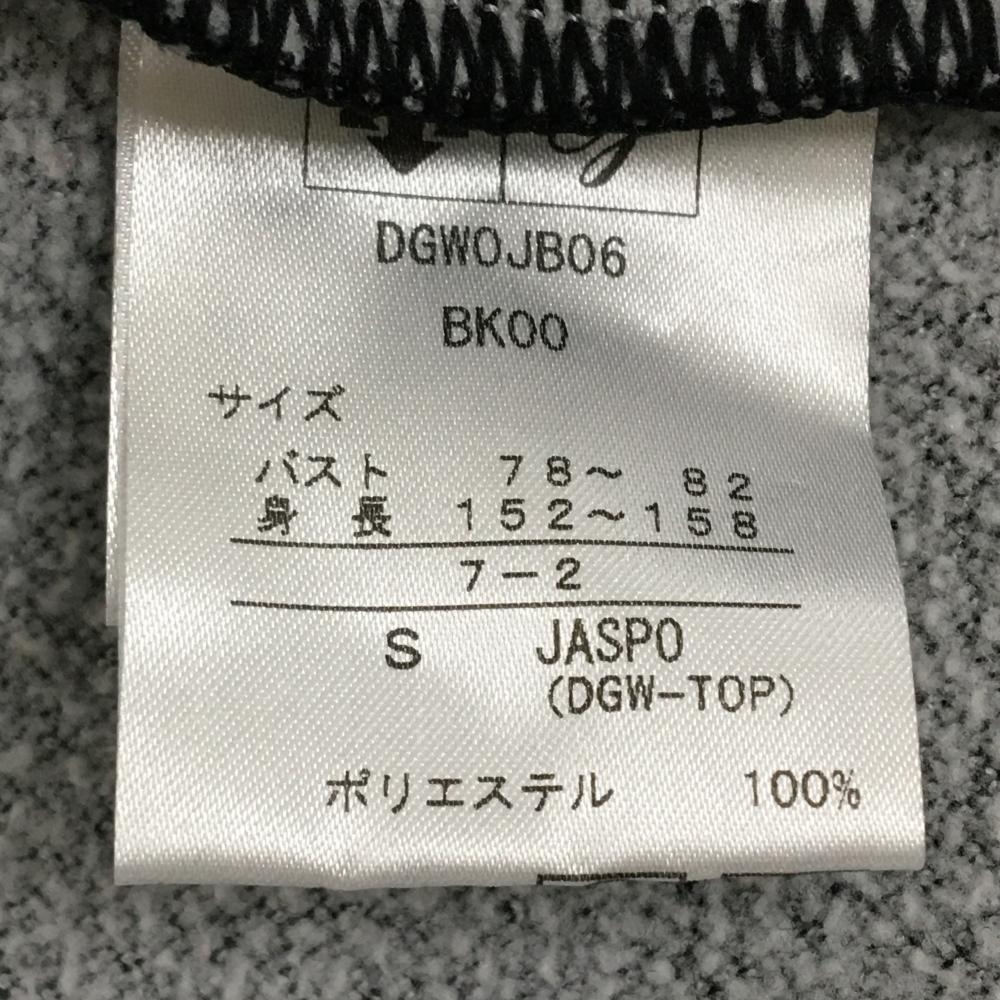 DGWOJB06
BK00
サイズ
バスト 78〜 82
身 長 152〜158
7-2
S JASPO
(DGW-TOP)
ポリエステル 100%